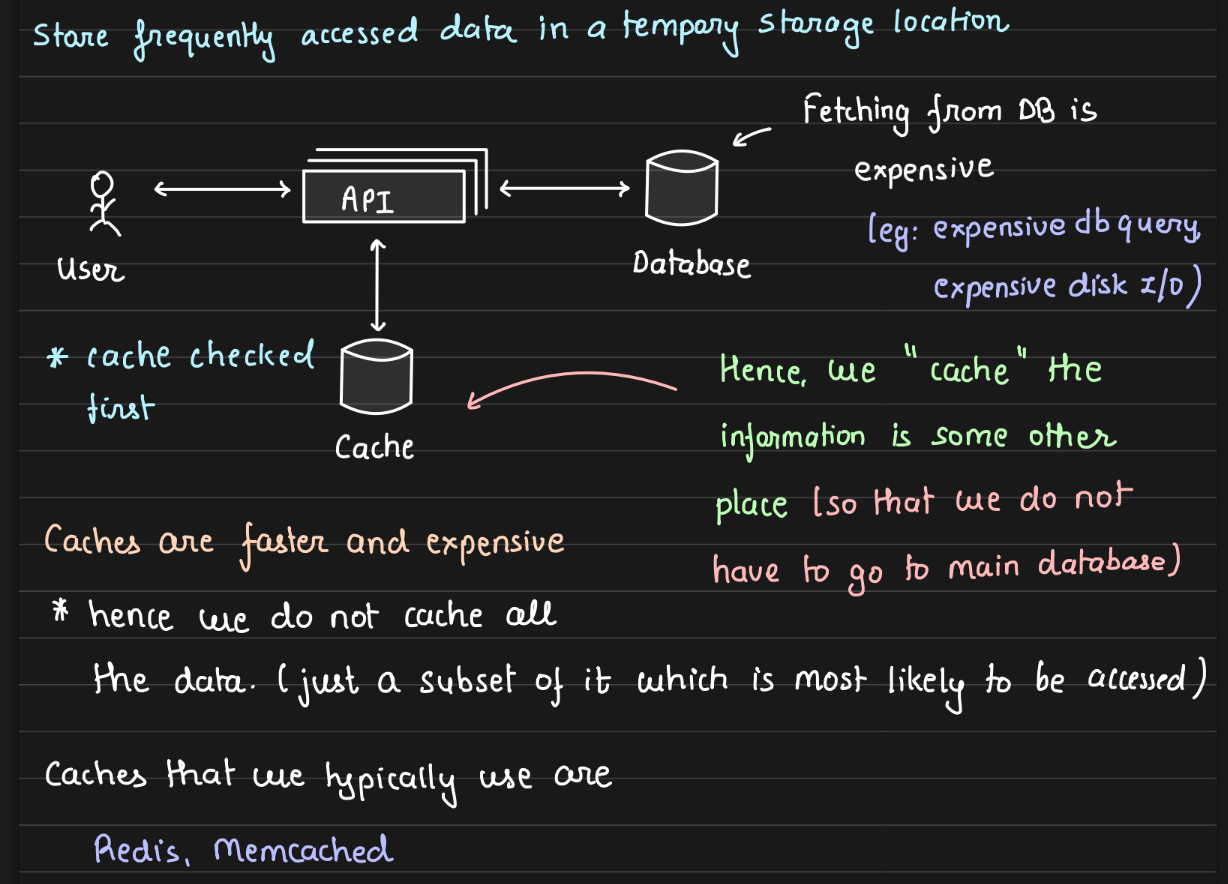 Store frequently accessed data in a tempary storage location
Fetching from DB is
expensive
(eg: expensive db query,
expensive disk I/O)
API
User
Database
* cache checked
first
Cache
Hence, we "cache" the
information is some other
place (so that we do not
have to go to main database)
Caches are faster and expensive
* hence we do not cache all
the data. (just a subset of it which is most likely to be accessed)
Caches that we typically use are
Redis, Memcached